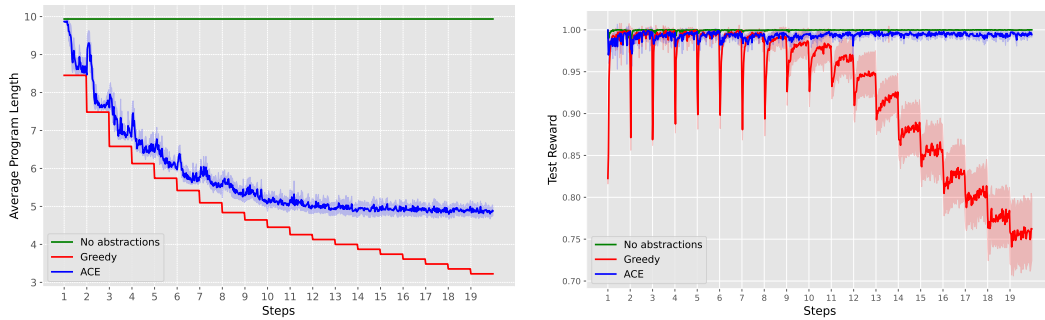 10
9
8
7
6
5
4
3
Average Program Length
No abstractions
Greedy
ACE
1 2 3 4 5 6 7 8 9 10 11 12 13 14 15 16 17 18 19
Steps
1.00
0.95
0.90
0.85
0.80
0.75
0.70
Test Reward
No abstractions
Greedy
ACE
1 2 3 4 5 6 7 8 9 10 11 12 13 14 15 16 17 18 19
Steps